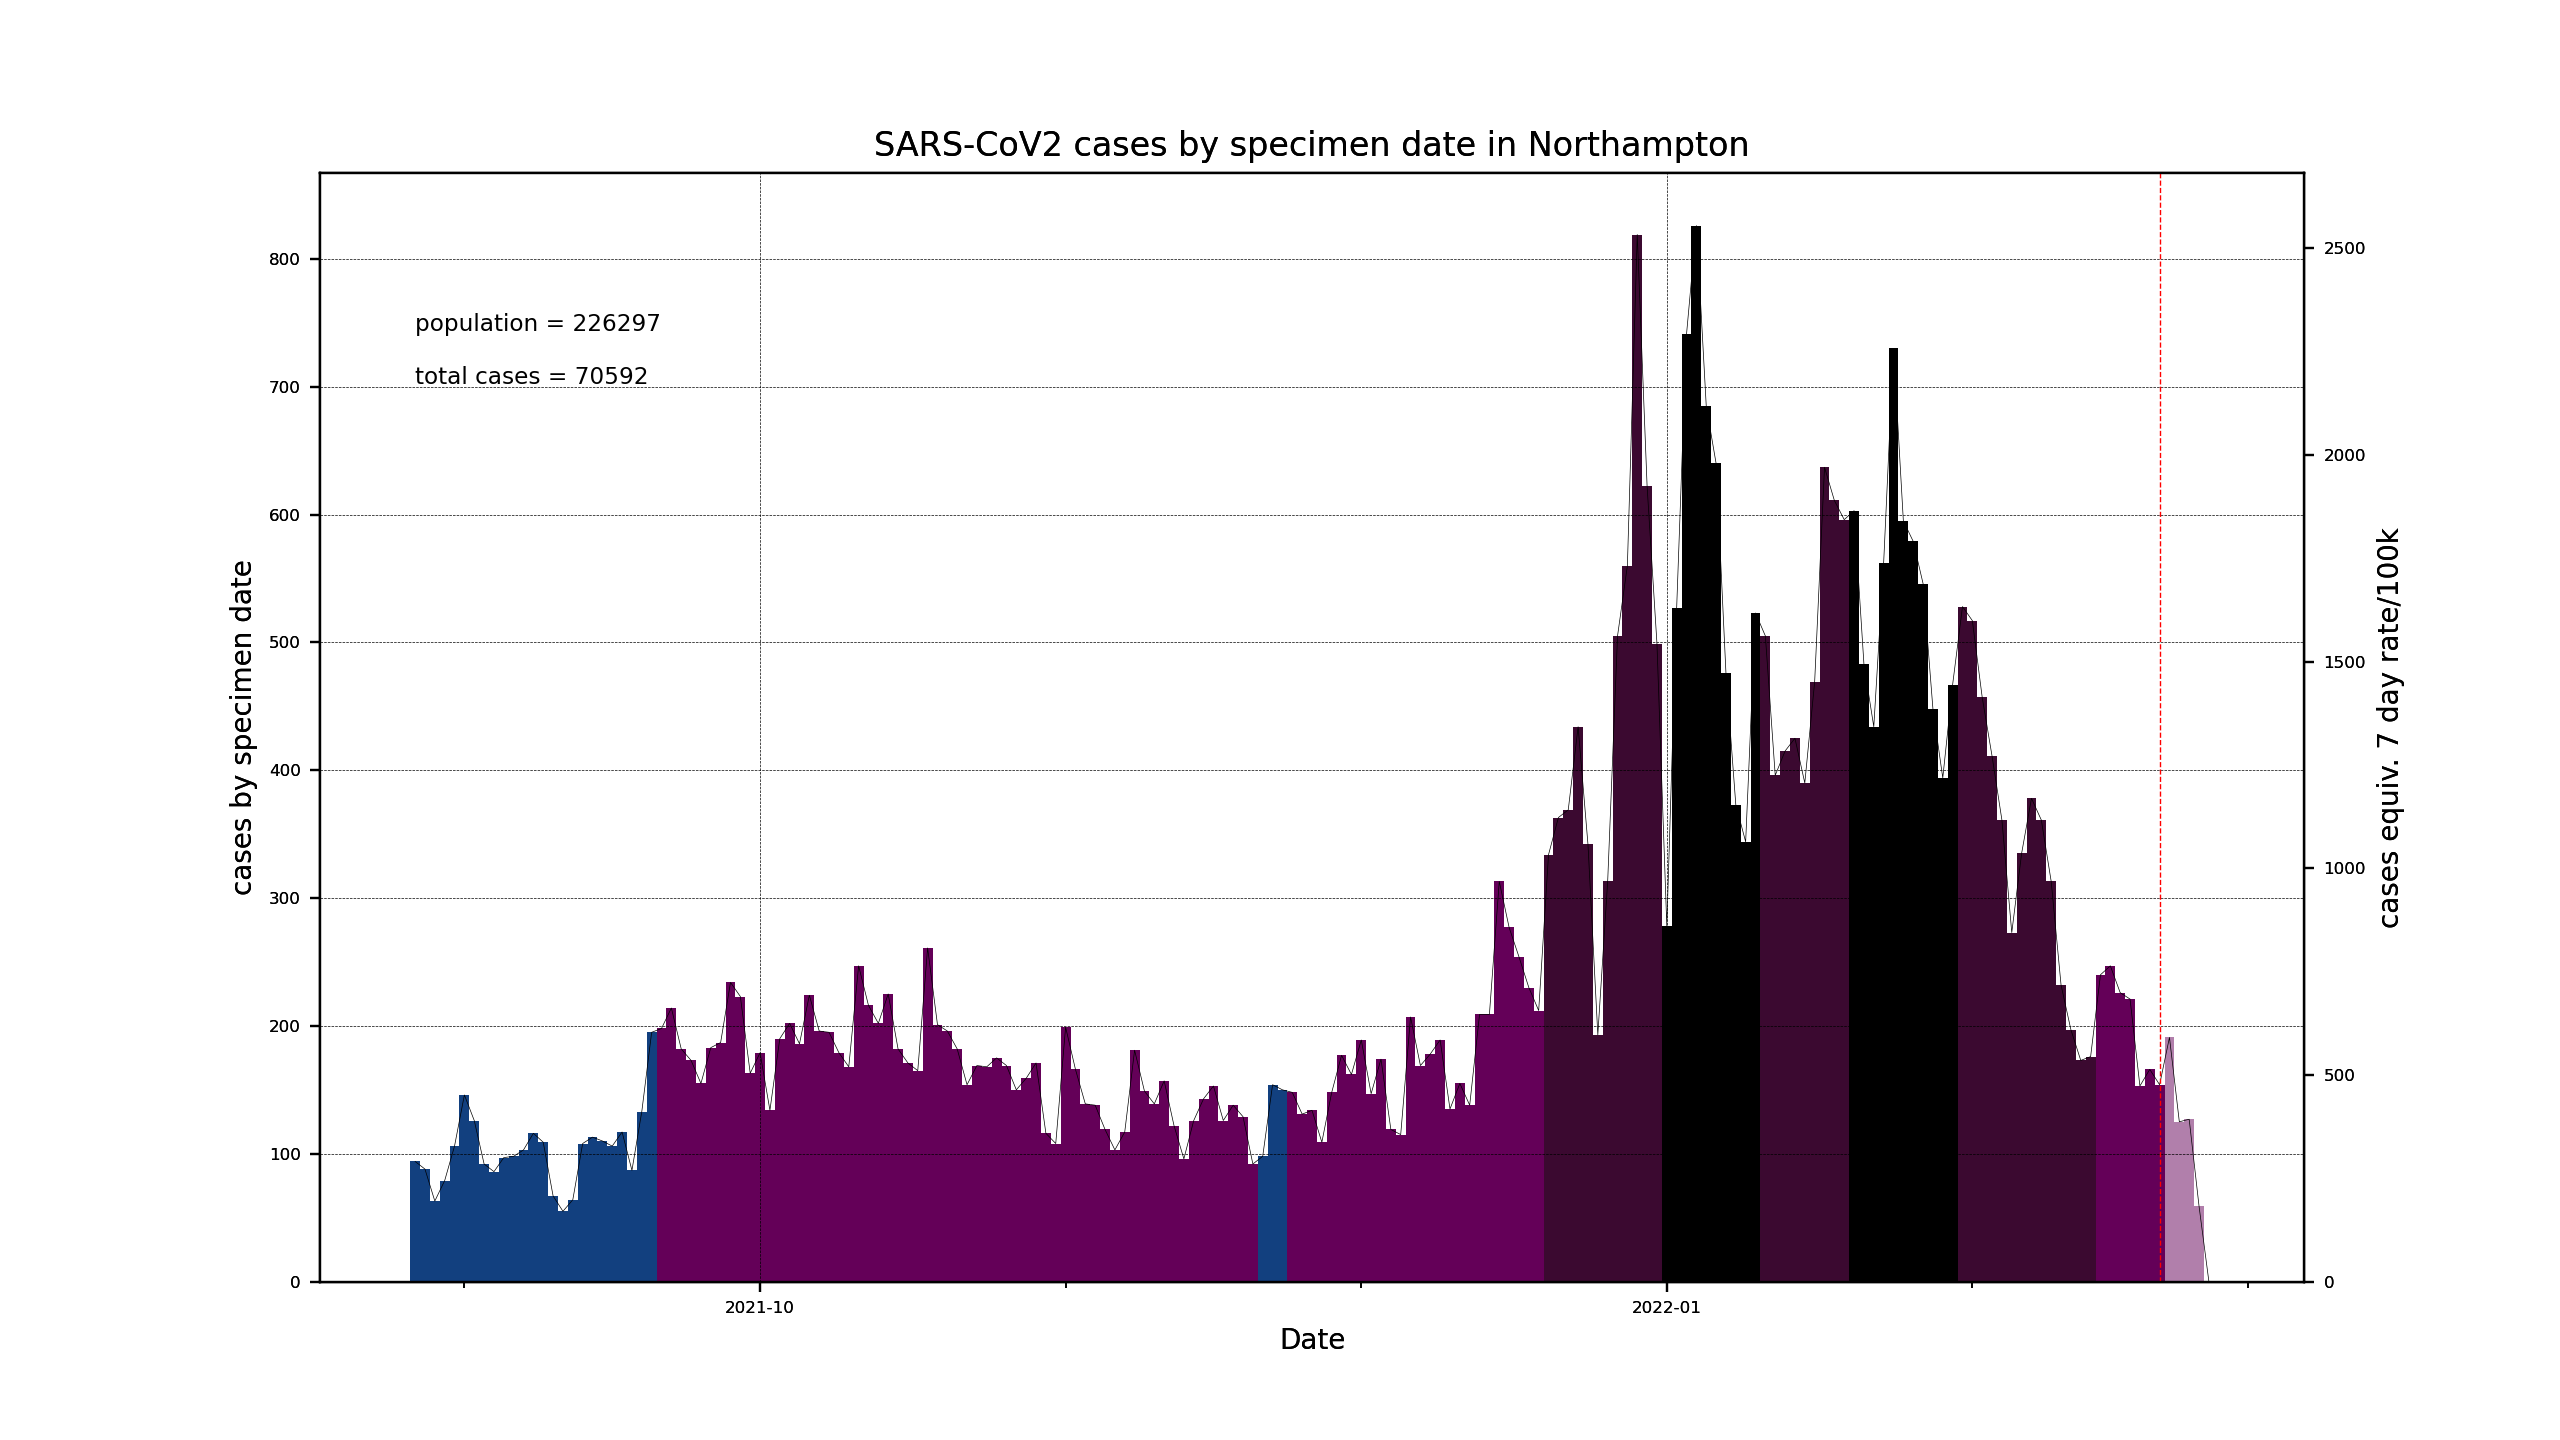 SARS-CoV2 cases by specimen date in Northampton
population = 226297
total cases = 70592
cases by specimen date
800
700
600
500
400
300
200
100
0
2500
2000
1500
1000
500
0
cases equiv. 7 day rate/100k
2021-10
2022-01
Date